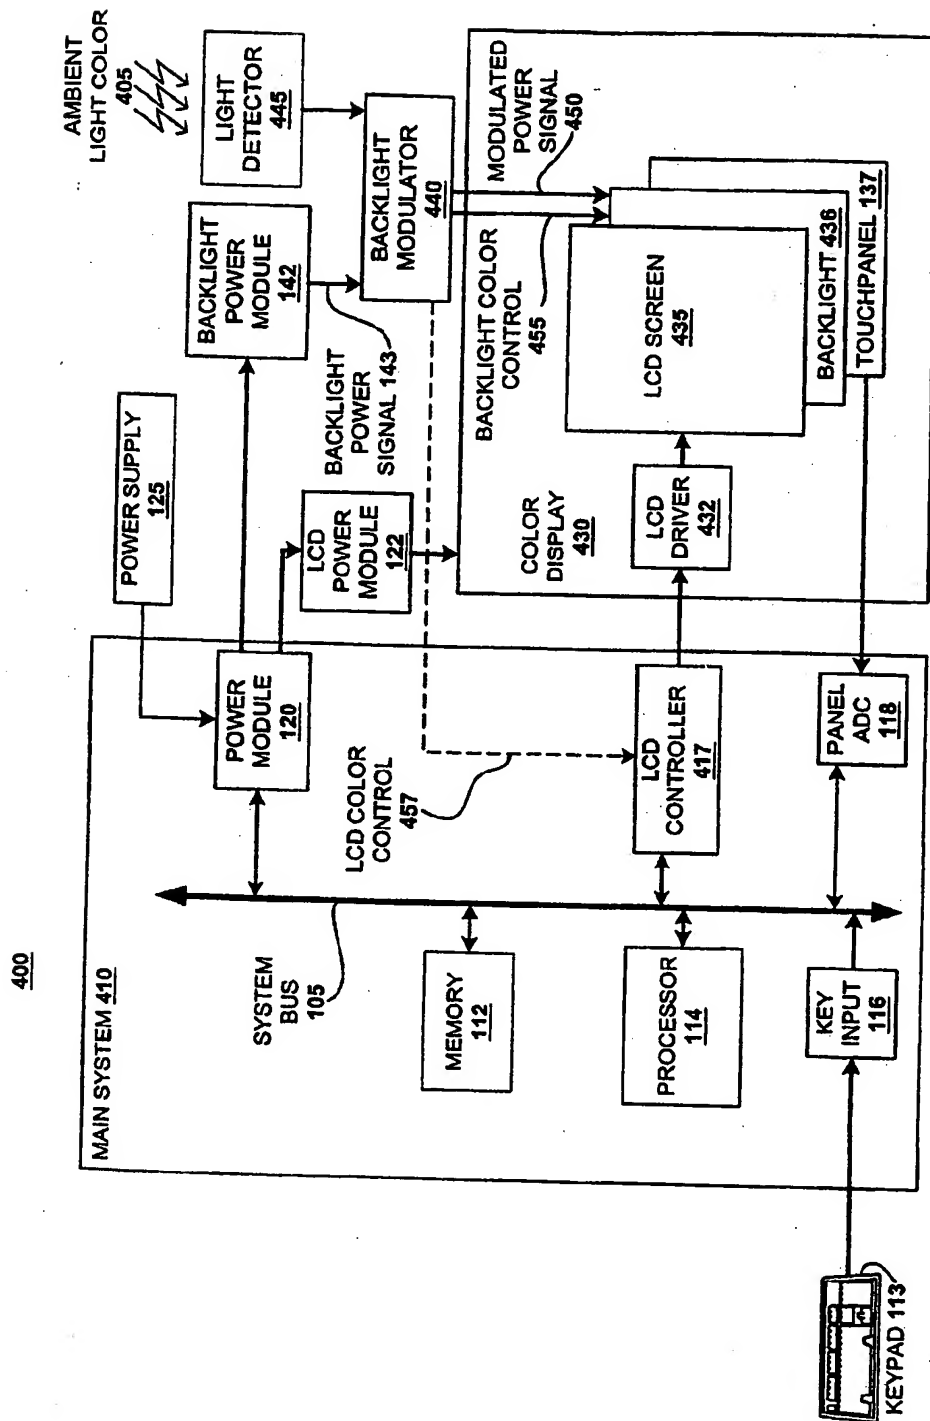 400
MAIN SYSTEM 410
SYSTEM
BUS
105
MEMORY
112
PROCESSOR
114
KEY
INPUT
116
KEYPAD 113
POWER SUPPLY
125
POWER
MODULE
120
LCD COLOR
CONTROL
457
LCD
CONTROLLER
417
PANEL
ADC
118
BACKLIGHT
POWER
MODULE
142
LCD
POWER
MODULE
122
BACKLIGHT
POWER
SIGNAL 143
AMBIENT
LIGHT COLOR
405
LIGHT
DETECTOR
445
BACKLIGHT
MODULATOR
440
COLOR
DISPLAY
430
BACKLIGHT COLOR
CONTROL
455
MODULATED
POWER
SIGNAL
450
LCD
DRIVER
432
LCD SCREEN
435
BACKLIGHT 436
TOUCHPANEL 137